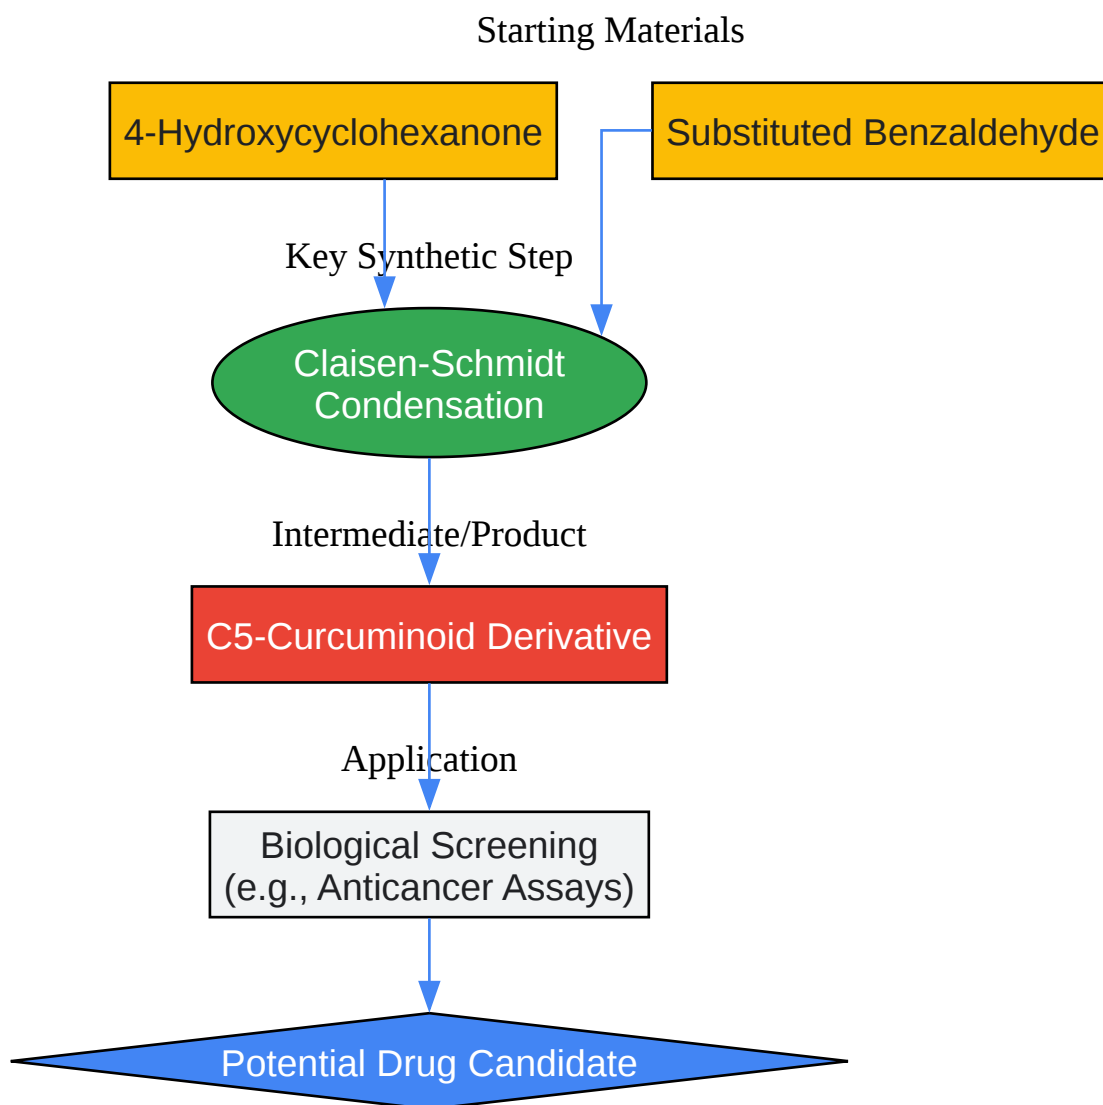 Starting Materials
4-Hydroxycyclohexanone
Substituted Benzaldehyde
Key Synthetic Step
Claisen-Schmidt
Condensation
Intermediate/Product
C5-Curcuminoid Derivative
Application
Biological Screening
(e.g., Anticancer Assays)
Potential Drug Candidate